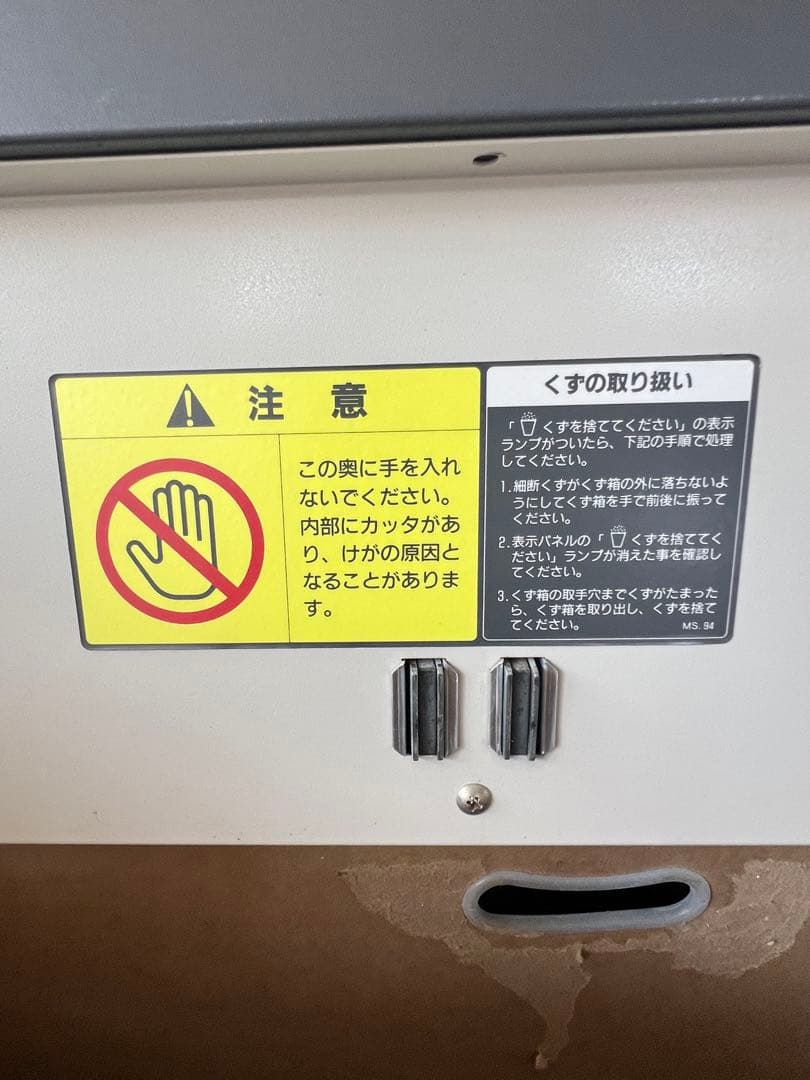 注意
この奥に手を入れ
ないでください。
内部にカッタがあ
り、けがの原因と
なることがありま
す。
くずの取り扱い
「くずを捨ててください」の表示
ランプがついたら、下記の手順で処理
してください。
1.細断くずがくず箱の外に落ちないよ
うにしてくず箱を手で前後に振って
ください。
2.表示パネルの「くずを捨ててく
ださい」ランプが消えた事を確認し
てください。
3.くず箱の取手穴までくずがたまった
ら、くず箱を取り出し、くずを捨て
てください。
MS. 94